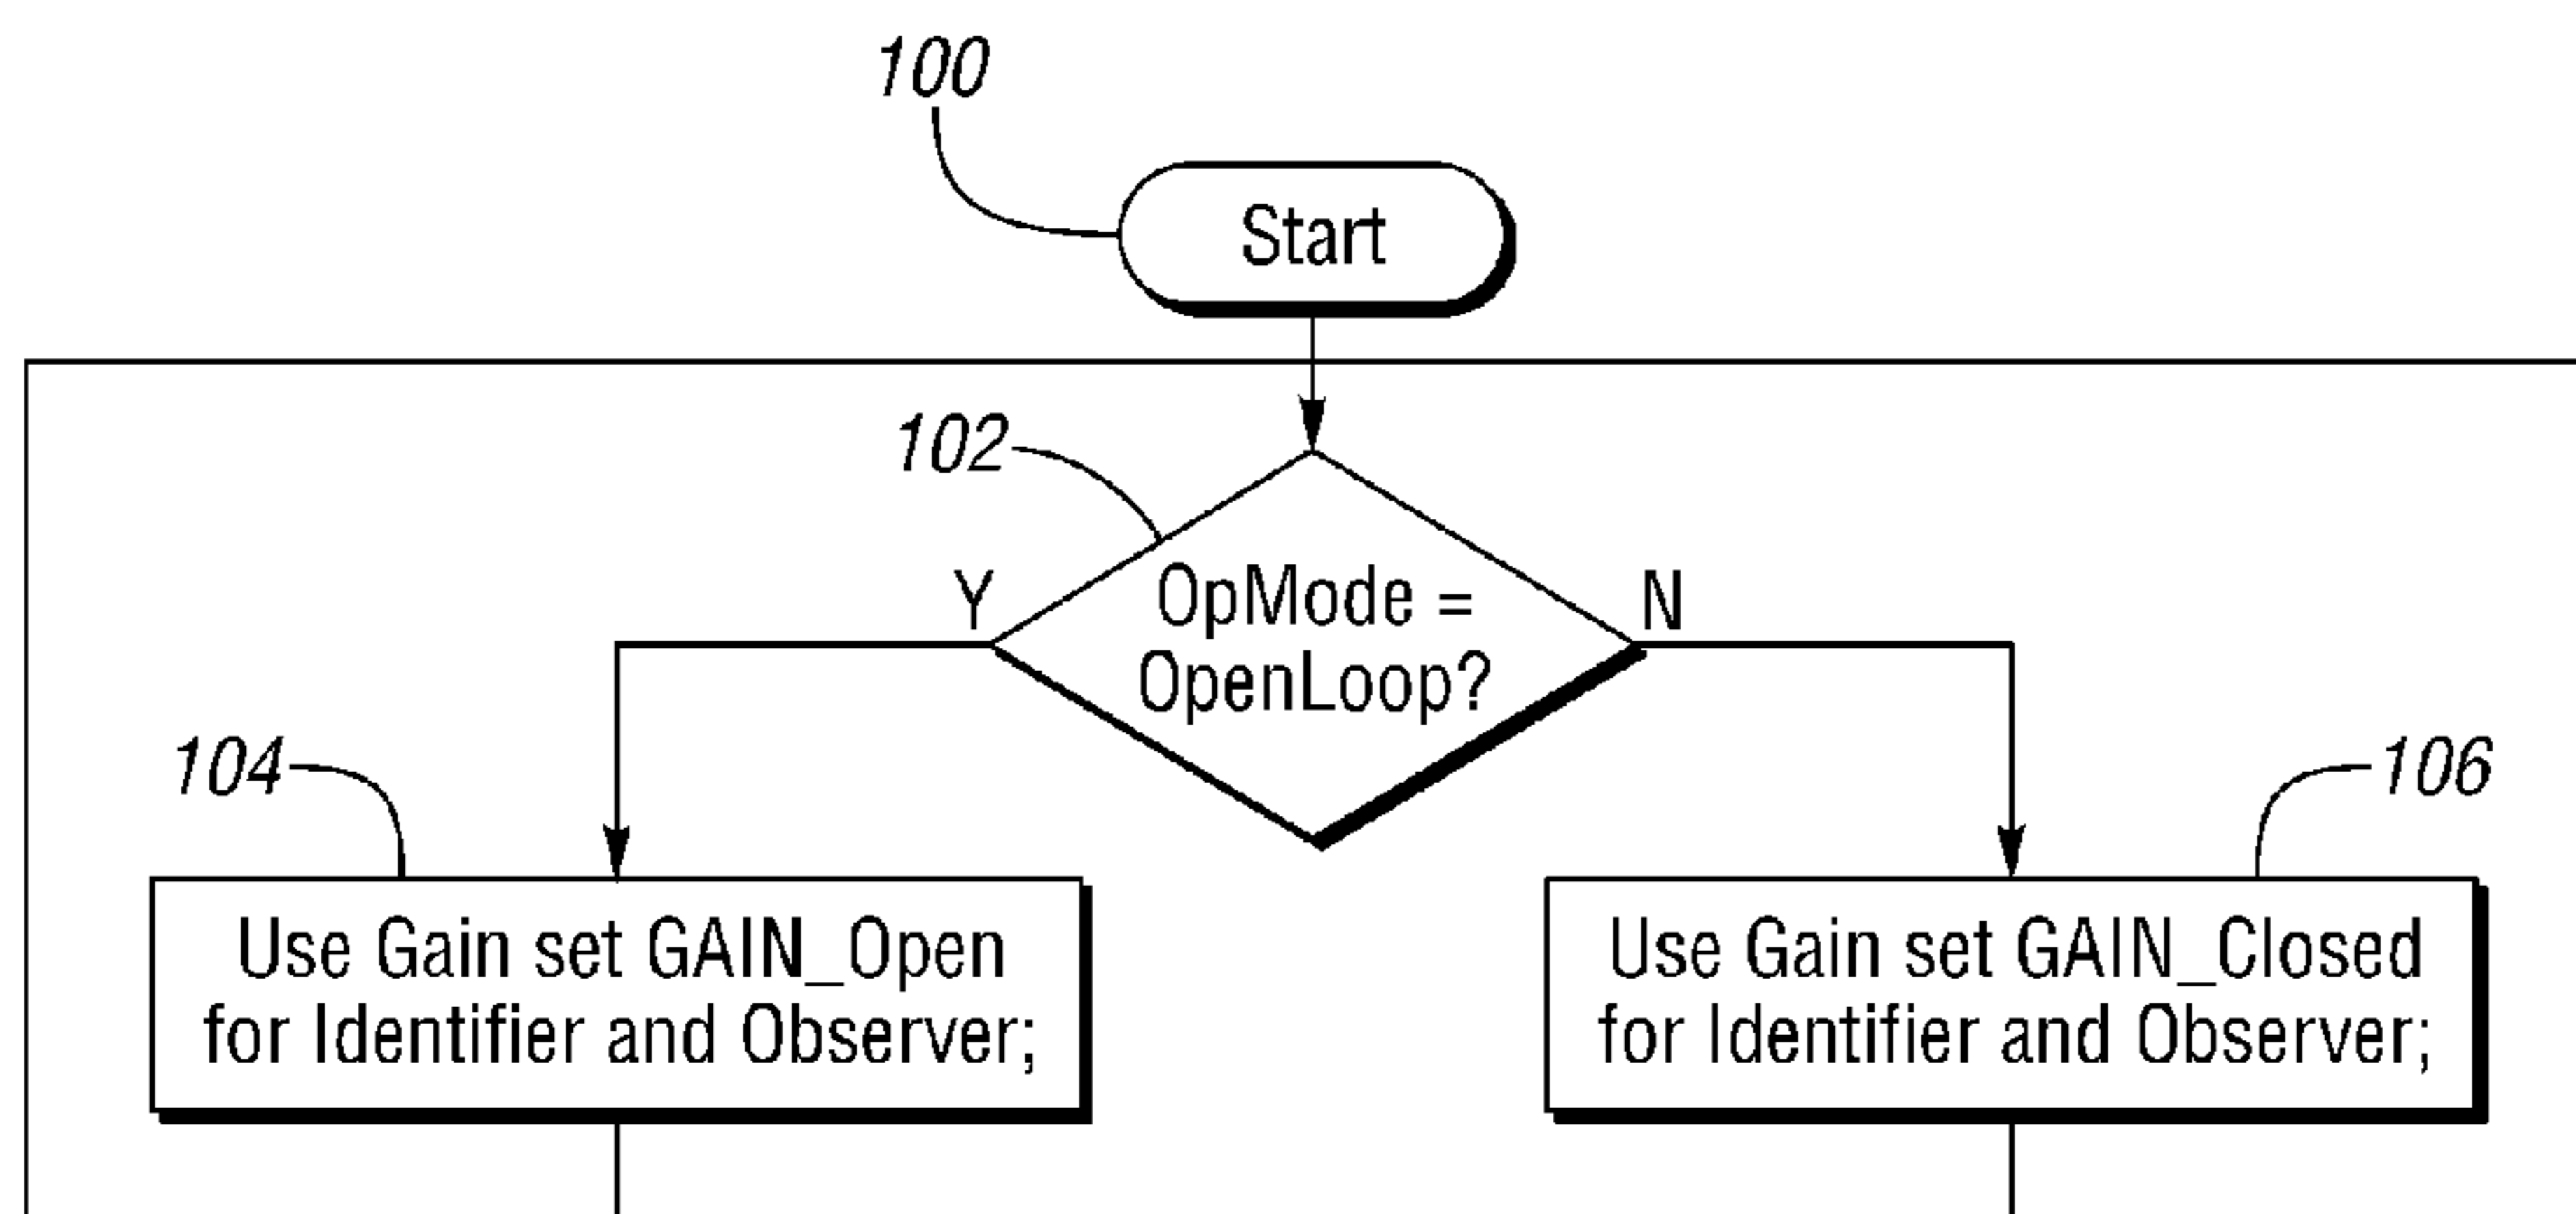 100
Start
102
Y
OpMode =
OpenLoop?
N
104
106
Use Gain set GAIN_Open
for Identifier and Observer;
Use Gain set GAIN_Closed
for Identifier and Observer;